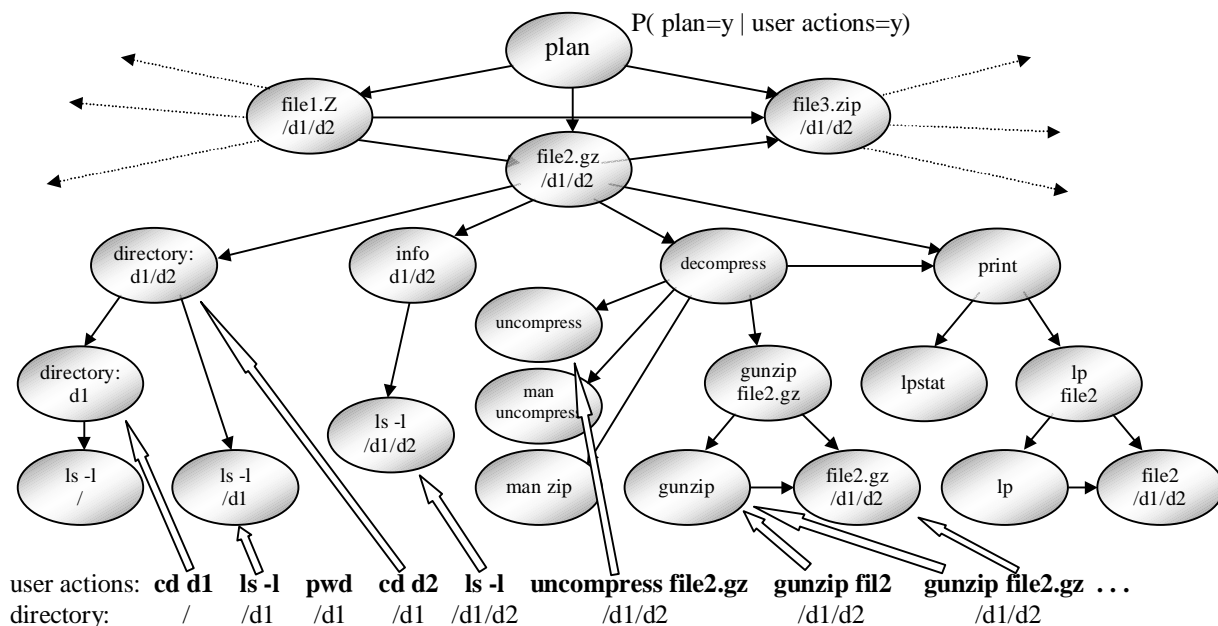 P( plan=y | user actions=y)
plan
file1.Z
/d1/d2
file3.zip
/d1/d2
file2.gz
/d1/d2
directory:
d1/d2
info
d1/d2
decompress
print
uncompress
directory:
d1
man
uncompress
gunzip
file2.gz
lpstat
lp
file2
ls -l
/d1/d2
ls -l
/
ls -l
/d1
man zip
gunzip
file2.gz
/d1/d2
lp
file2
/d1/d2
user actions: cd d1 ls -l pwd cd d2 ls -l uncompress file2.gz gunzip fil2 gunzip file2.gz . . .
directory: / /d1 /d1 /d1 /d1/d2 /d1/d2 /d1/d2 /d1/d2